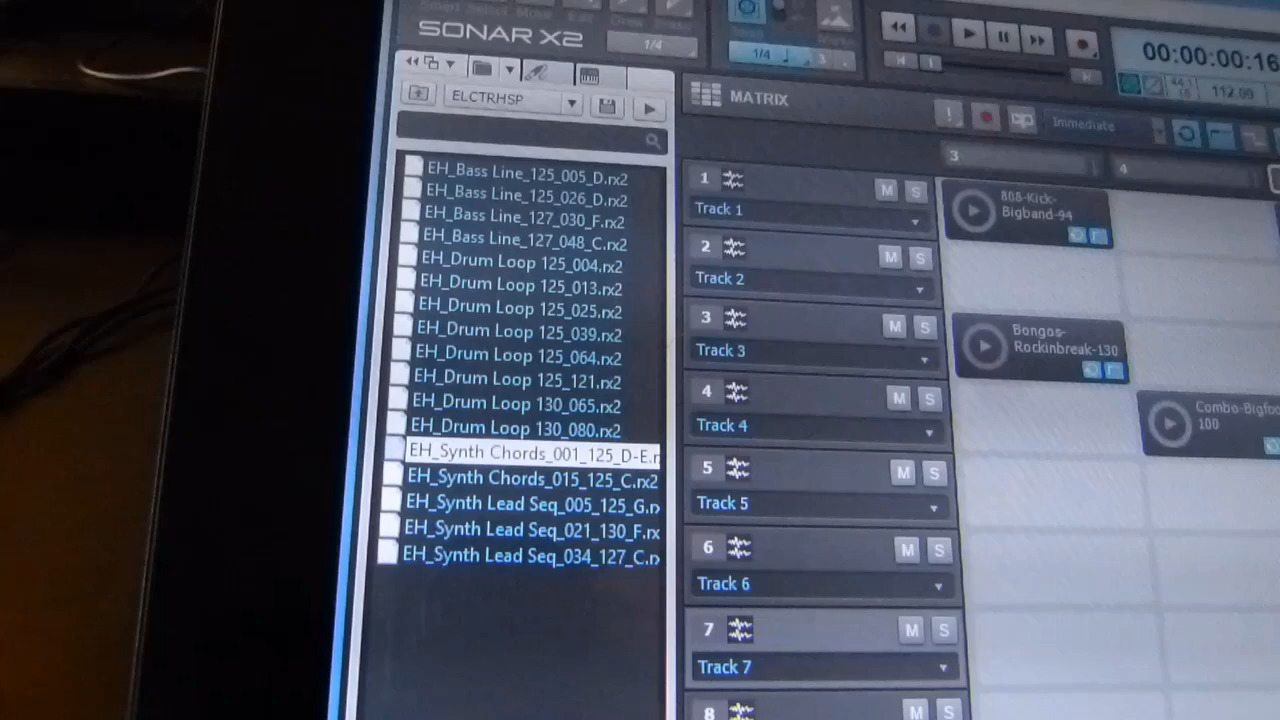 SONAR X2
1/4
1/4
3
00:00:00:16
112.09
ELCTRHSP
MATRIX
Immediate
3
4
EH_Bass Line_125_005_D.rx2
EH_Bass Line_125_026_D.rx2
EH_Bass Line_127_030_F.rx2
EH_Bass Line_127_048_C.rx2
EH_Drum Loop 125_004.rx2
EH_Drum Loop 125_013.rx2
EH_Drum Loop 125_025.rx2
EH_Drum Loop 125_039.rx2
EH_Drum Loop 125_064.rx2
EH_Drum Loop 125_121.rx2
EH_Drum Loop 130_065.rx2
EH_Drum Loop 130_080.rx2
EH_Synth Chords_001_125_D-E.r
EH_Synth Chords_015_125_C.rx2
EH_Synth Lead Seq_005_125_G.r
EH_Synth Lead Seq_021_130_F.rx
EH_Synth Lead Seq_034_127_C.r
1 M S
Track 1
2 M S
Track 2
3 M S
Track 3
4 M S
Track 4
5 M S
Track 5
6 M S
Track 6
7 M S
Track 7
8 M S
808-Kick-
Bigband-94
Bongos-
Rockinbreak-130
Combo-Bigfoo
100